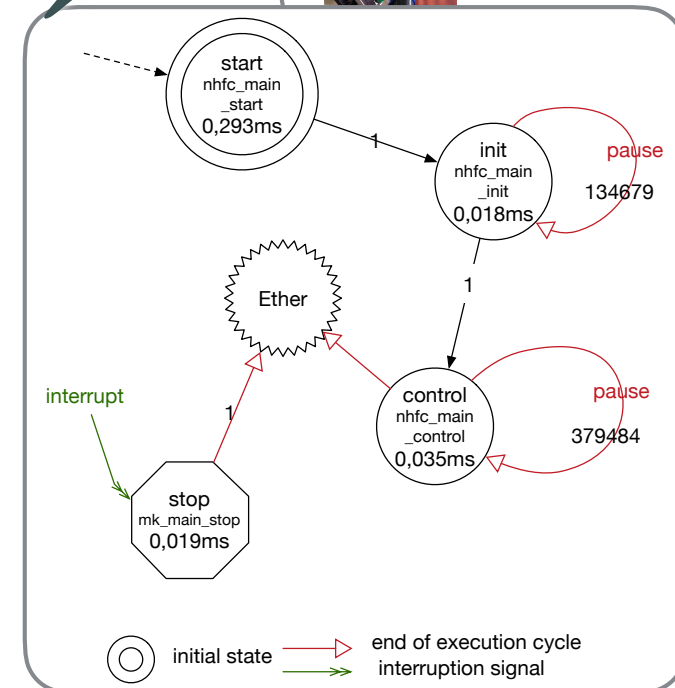 start
nhfc_main
_start
0,293ms
1
init
nhfc_main
_init
0,018ms
pause
134679
Ether
1
interrupt
1
control
nhfc_main
_control
0,035ms
pause
379484
stop
mk_main_stop
0,019ms
initial state
end of execution cycle
interruption signal